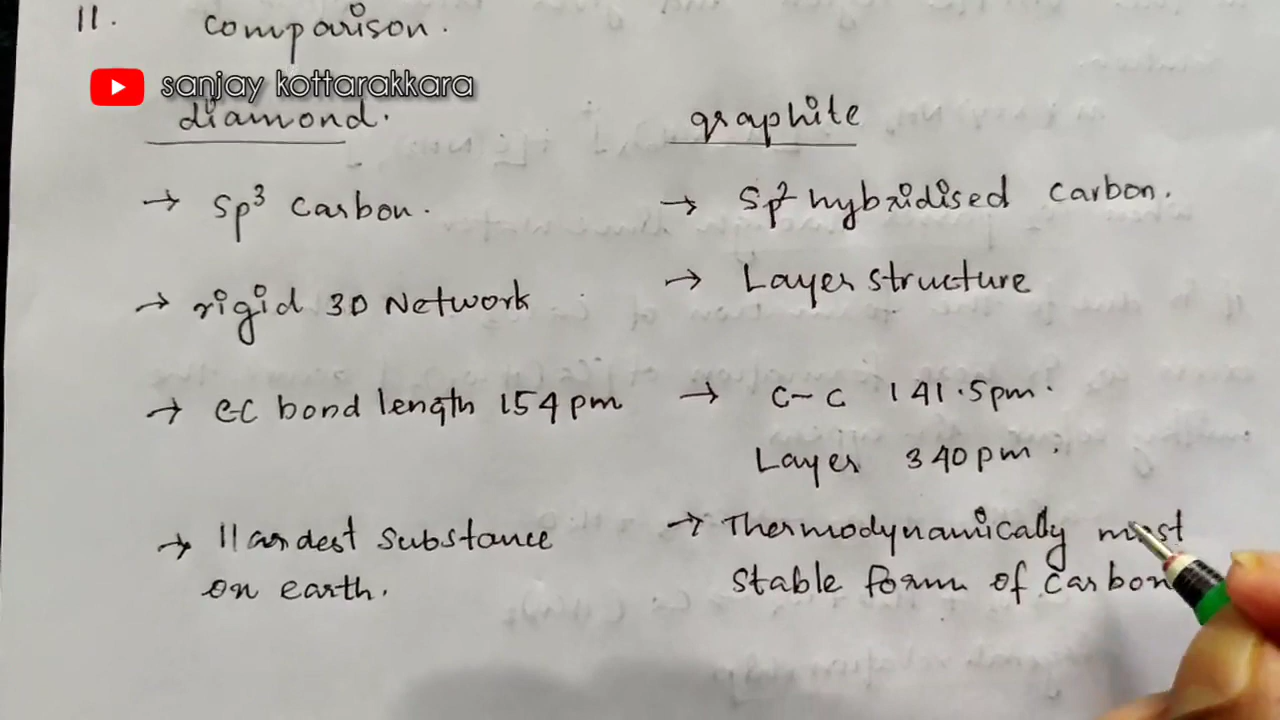 11. comparison.
sanjay kottarakkara
diamond.
→ sp³ carbon.
→ rigid 3D Network
→ C-C bond length 154 pm
→ Hardest substance
on earth.
graphite
→ sp² hybridised carbon.
→ Layer structure
→ C-C 141.5pm.
Layer 340pm.
→ Thermodynamically most
stable form of carbon